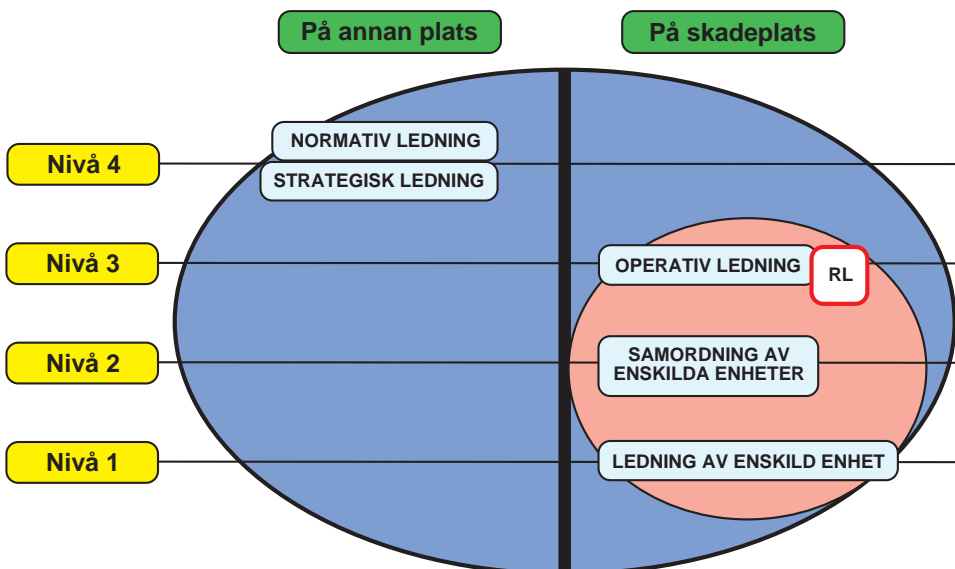 På annan plats
På skadeplats
NORMATIV LEDNING
Nivå 4
STRATEGISK LEDNING
Nivå 3
OPERATIV LEDNING
RL
Nivå 2
SAMORDNING AV
ENSKILDA ENHETER
Nivå 1
LEDNING AV ENSKILD ENHET